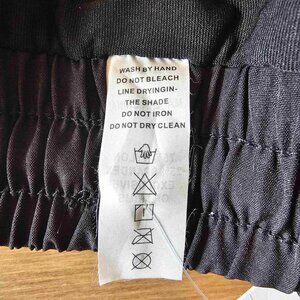 WASH BY HAND
DO NOT BLEACH
LINE DRYINGIN-
THE SHADE
DO NOT IRON
DO NOT DRY CLEAN